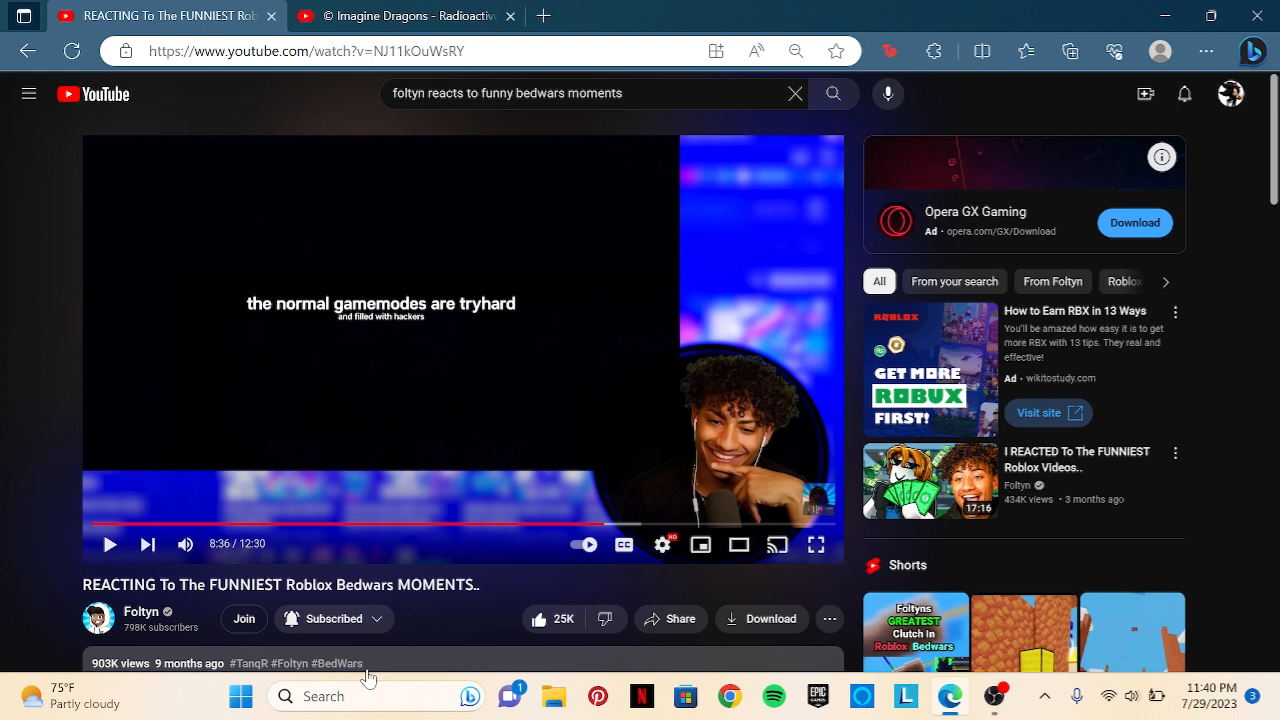 REACTING To The FUNNIEST Rob
© Imagine Dragons - Radioactive
https://www.youtube.com/watch?v=NJ11kOuWsRY
YouTube
foltyn reacts to funny bedwars moments
the normal gamemodes are tryhard
and filled with hackers
8:36 / 12:30
CC
HD
REACTING To The FUNNIEST Roblox Bedwars MOMENTS..
Foltyn
798K subscribers
Join
Subscribed
25K
Share
Download
903K views 9 months ago #TanqR #Foltyn #BedWars
Opera GX Gaming
Ad · opera.com/GX/Download
Download
All
From your search
From Foltyn
Roblox
ROBLOX
GET MORE
ROBUX
FIRST!
How to Earn RBX in 13 Ways
You'll be amazed how easy it is to get
more RBX with 13 tips. They real and
effective!
Ad · wikitostudy.com
Visit site
17:16
I REACTED To The FUNNIEST
Roblox VIdeos..
Foltyn
434K views · 3 months ago
Shorts
Foltyns
GREATEST
Clutch In
Roblox Bedwars
75°F
Partly cloudy
Search
1
N
EPIC
GAMES
L
11:40 PM
7/29/2023
3